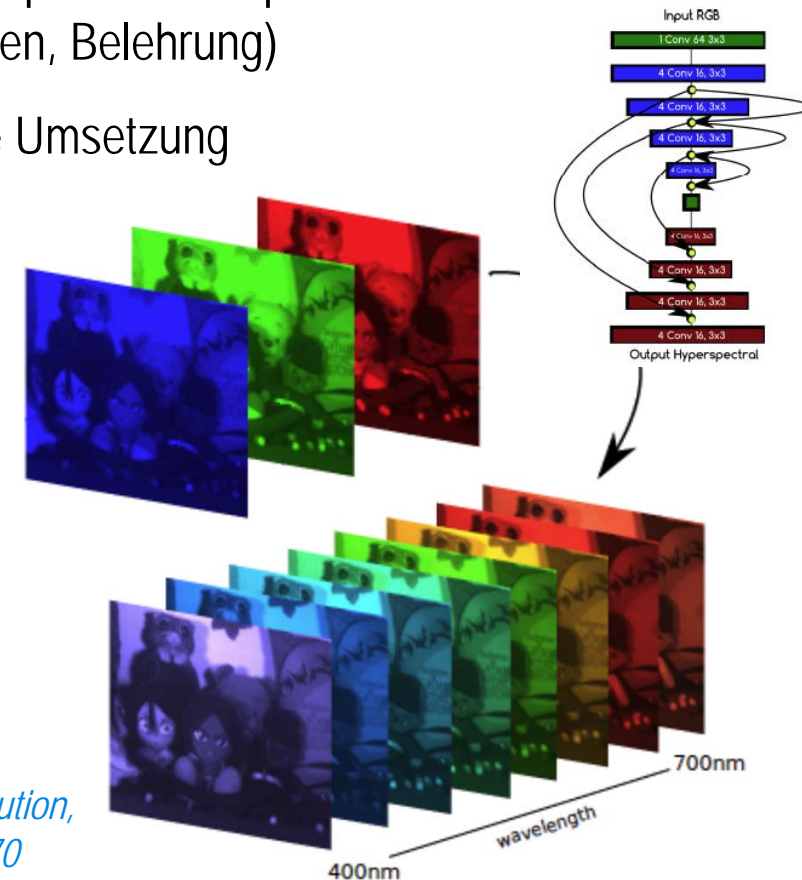 en, Belehrung)
Umsetzung
Input RGB
1 Conv 64 3x3
4 Conv 16, 3x3
4 Conv 16, 3x3
4 Conv 16, 3x3
4 Conv 16, 3x3
4 Conv 16, 3x3
4 Conv 16, 3x3
4 Conv 16, 3x3
4 Conv 16, 3x3
Output Hyperspectral
700nm
wavelength
400nm
ution,
70